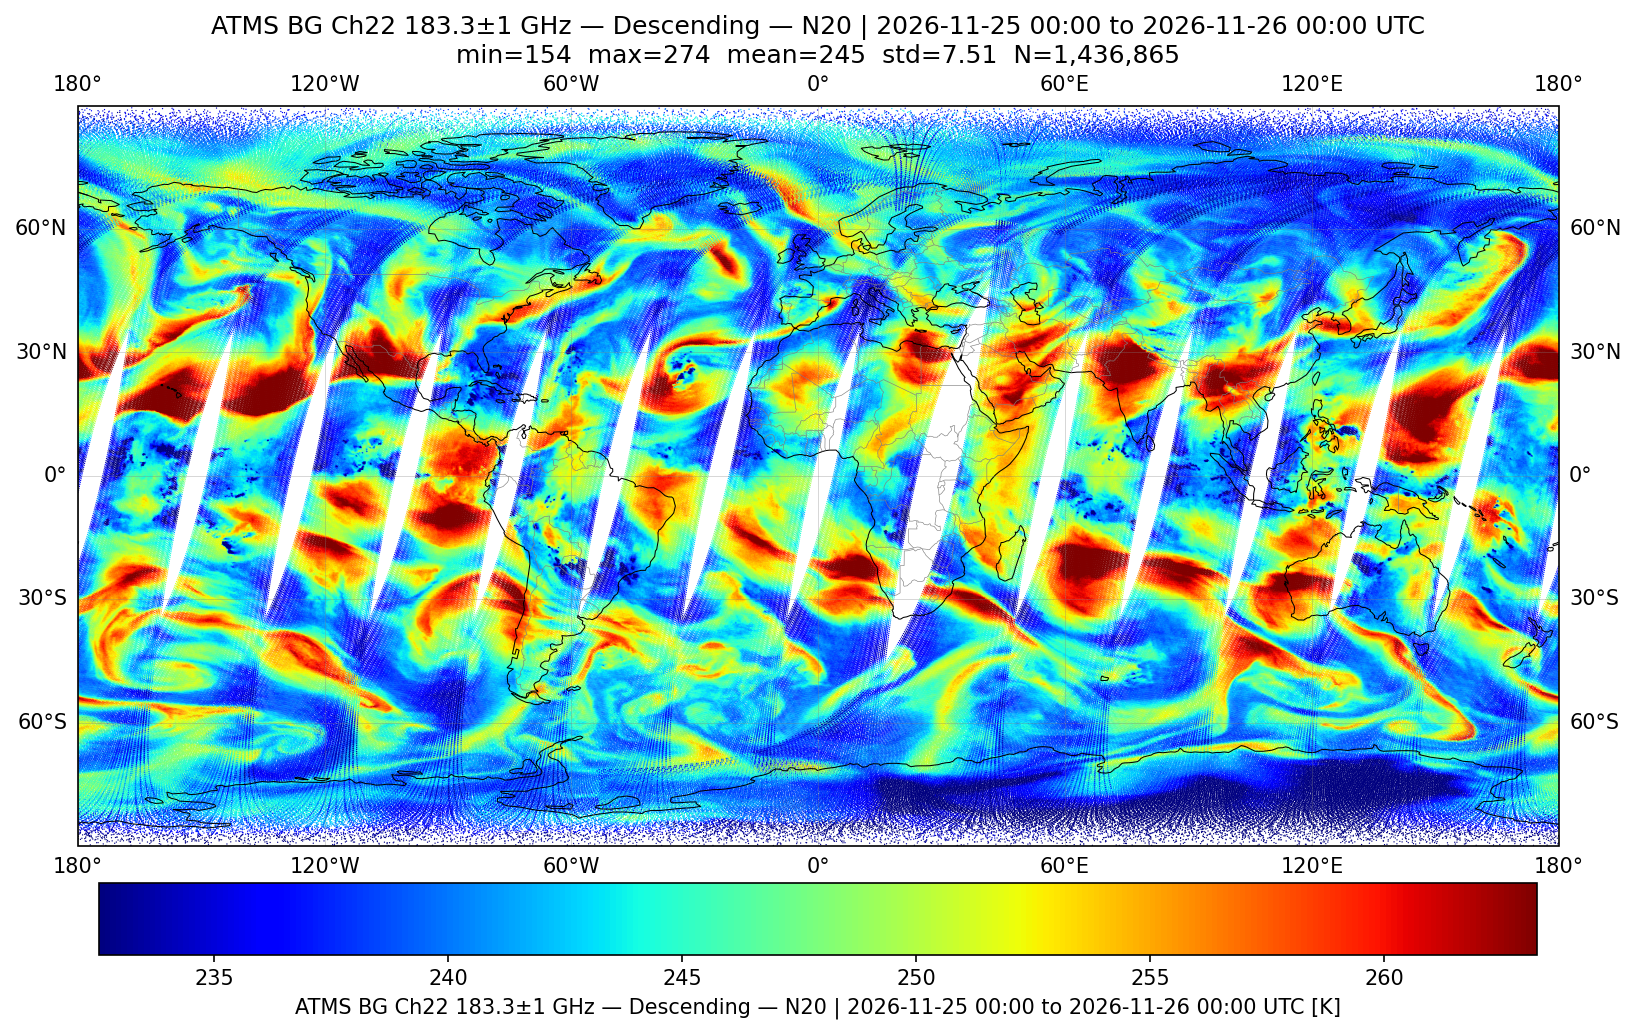 ATMS BG Ch22 183.3±1 GHz — Descending — N20 | 2026-11-25 00:00 to 2026-11-26 00:00 UTC
min=154 max=274 mean=245 std=7.51 N=1,436,865
180° 120°W 60°W 0° 60°E 120°E 180°
60°N 60°N
30°N 30°N
0° 0°
30°S 30°S
60°S 60°S
180° 120°W 60°W 0° 60°E 120°E 180°
235 240 245 250 255 260
ATMS BG Ch22 183.3±1 GHz — Descending — N20 | 2026-11-25 00:00 to 2026-11-26 00:00 UTC [K]